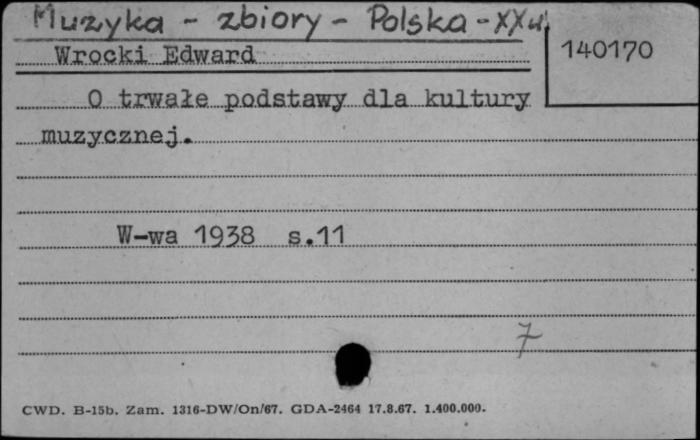 Muzyka - zbiory - Polska - XX w.
Wrocki Edward
140170
O trwałe podstawy dla kultury
muzycznej.
W-wa 1938 s.11
7
CWD. B-15b. Zam. 1316-DW/On/67. GDA-2464 17.8.67. 1.400.000.